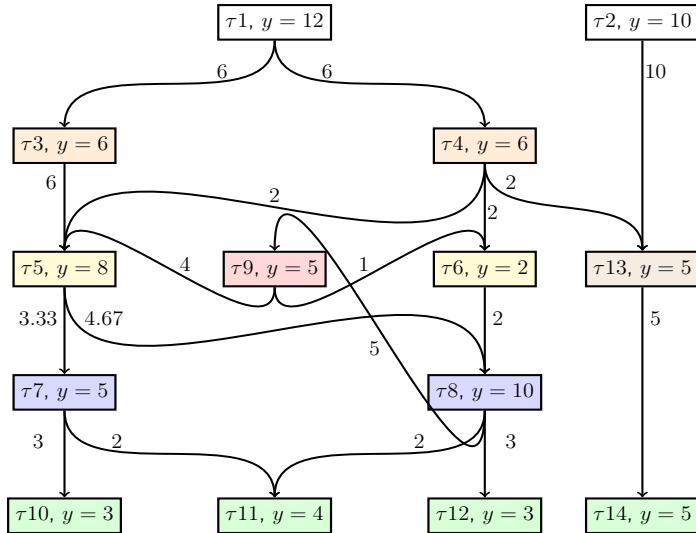 τ1, y = 12
τ2, y = 10
6
6
10
τ3, y = 6
τ4, y = 6
6
2
2
2
τ5, y = 8
4
τ9, y = 5
1
τ6, y = 2
τ13, y = 5
3.33
4.67
5
2
5
τ7, y = 5
τ8, y = 10
3
2
2
3
τ10, y = 3
τ11, y = 4
τ12, y = 3
τ14, y = 5